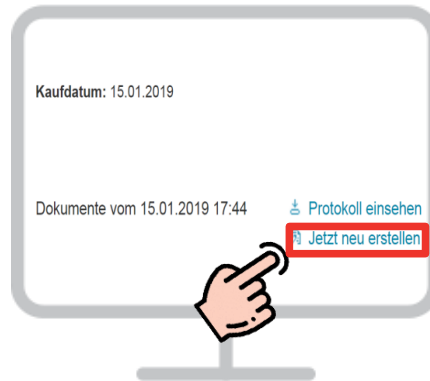 Kaufdatum: 15.01.2019
Dokumente vom 15.01.2019 17:44 Protokoll einsehen
Jetzt neu erstellen